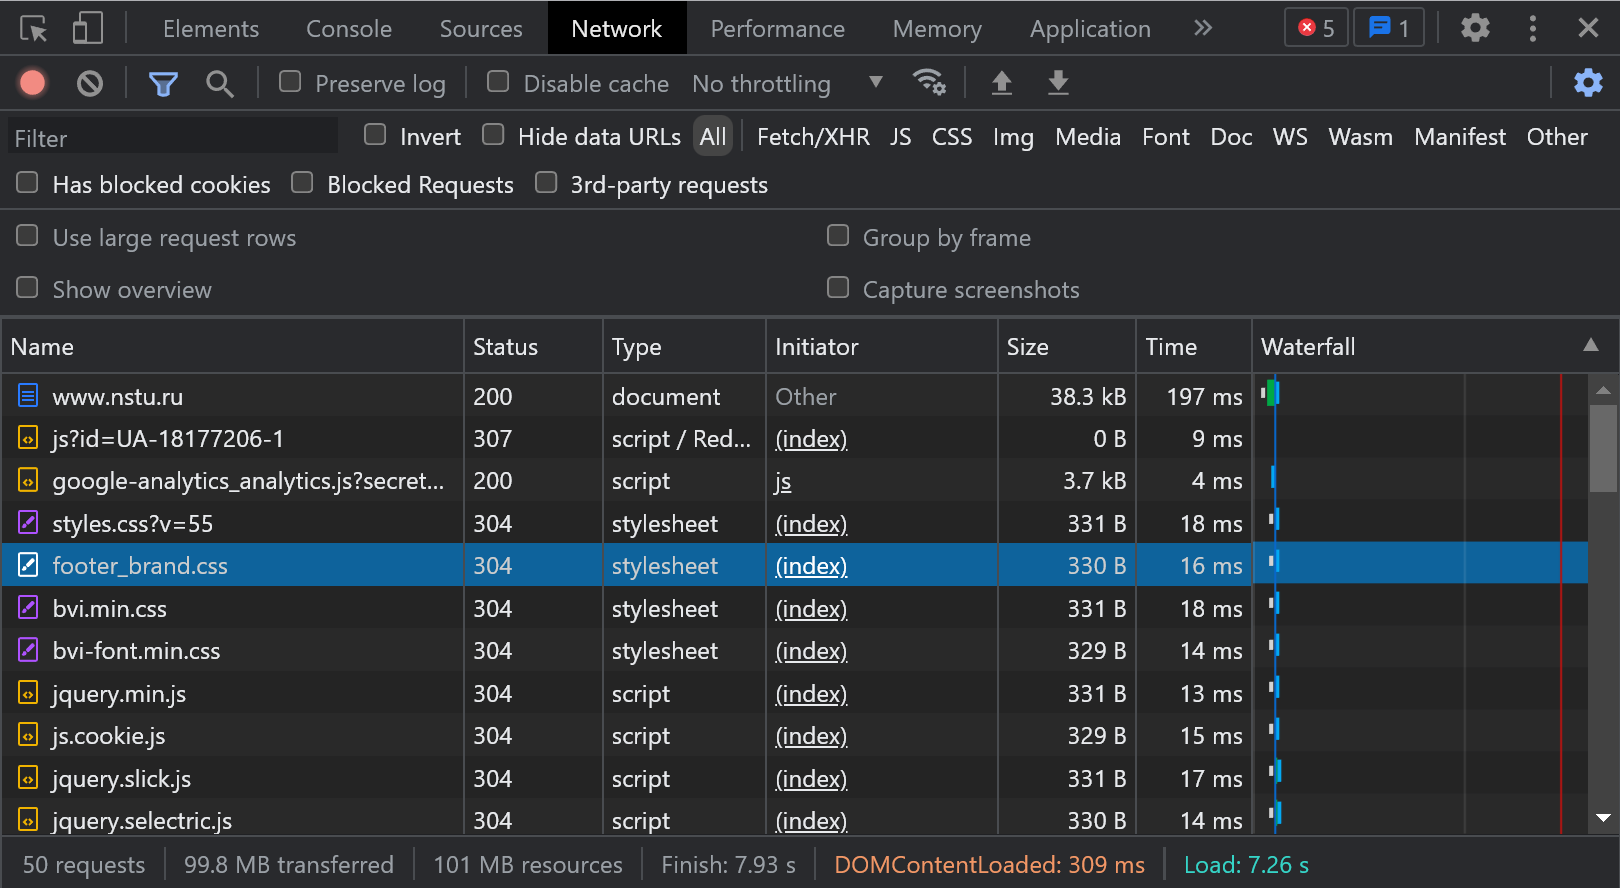 Elements Console Sources Network Performance Memory Application » 5 1
Preserve log Disable cache No throttling
Filter Invert Hide data URLs All Fetch/XHR JS CSS Img Media Font Doc WS Wasm Manifest Other
Has blocked cookies Blocked Requests 3rd-party requests
Use large request rows Group by frame
Show overview Capture screenshots
Name Status Type Initiator Size Time Waterfall
www.nstu.ru 200 document Other 38.3 kB 197 ms
js?id=UA-18177206-1 307 script / Red... (index) 0 B 9 ms
google-analytics_analytics.js?secret... 200 script js 3.7 kB 4 ms
styles.css?v=55 304 stylesheet (index) 331 B 18 ms
footer_brand.css 304 stylesheet (index) 330 B 16 ms
bvi.min.css 304 stylesheet (index) 331 B 18 ms
bvi-font.min.css 304 stylesheet (index) 329 B 14 ms
jquery.min.js 304 script (index) 331 B 13 ms
js.cookie.js 304 script (index) 329 B 15 ms
jquery.slick.js 304 script (index) 331 B 17 ms
jquery.selectric.js 304 script (index) 330 B 14 ms
50 requests 99.8 MB transferred 101 MB resources Finish: 7.93 s DOMContentLoaded: 309 ms Load: 7.26 s